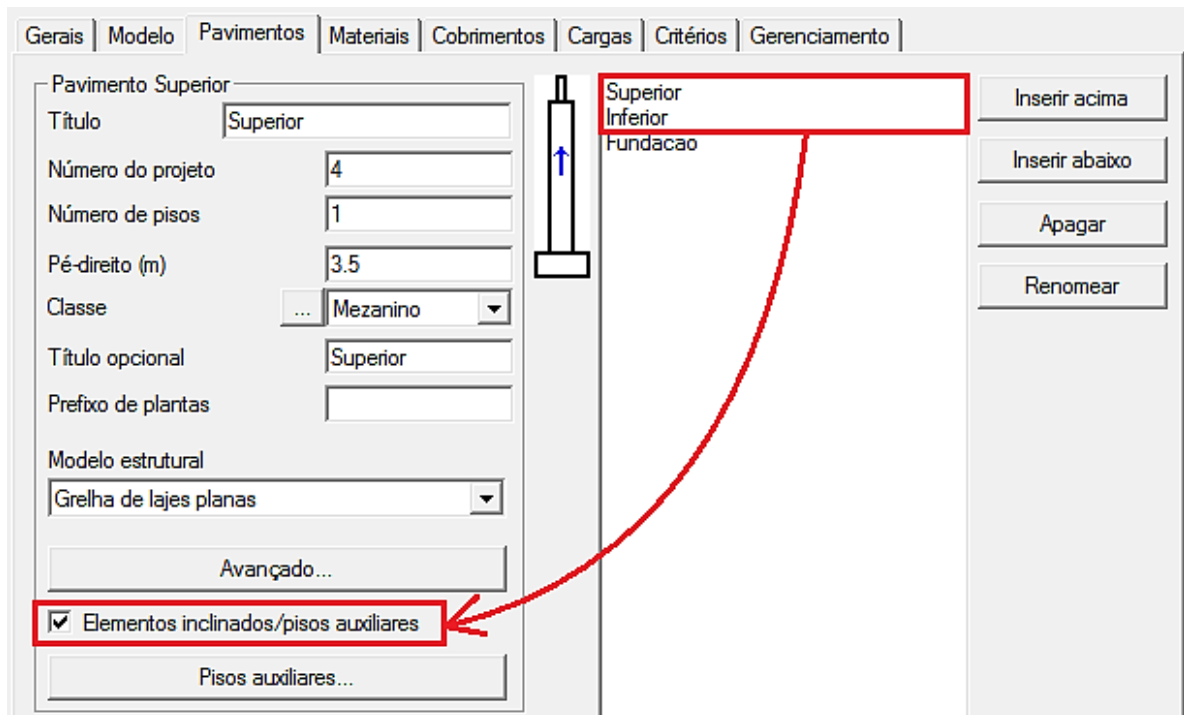 Gerais Modelo Pavimentos Materiais Cobrimentos Cargas Critérios Gerenciamento
Pavimento Superior
Título Superior
Número do projeto 4
Número de pisos 1
Pé-direito (m) 3.5
Classe ... Mezanino
Título opcional Superior
Prefixo de plantas
Modelo estrutural
Grelha de lajes planas
Avançado...
Elementos inclinados/pisos auxiliares
Pisos auxiliares...
Superior
Inferior
Fundacao
Inserir acima
Inserir abaixo
Apagar
Renomear